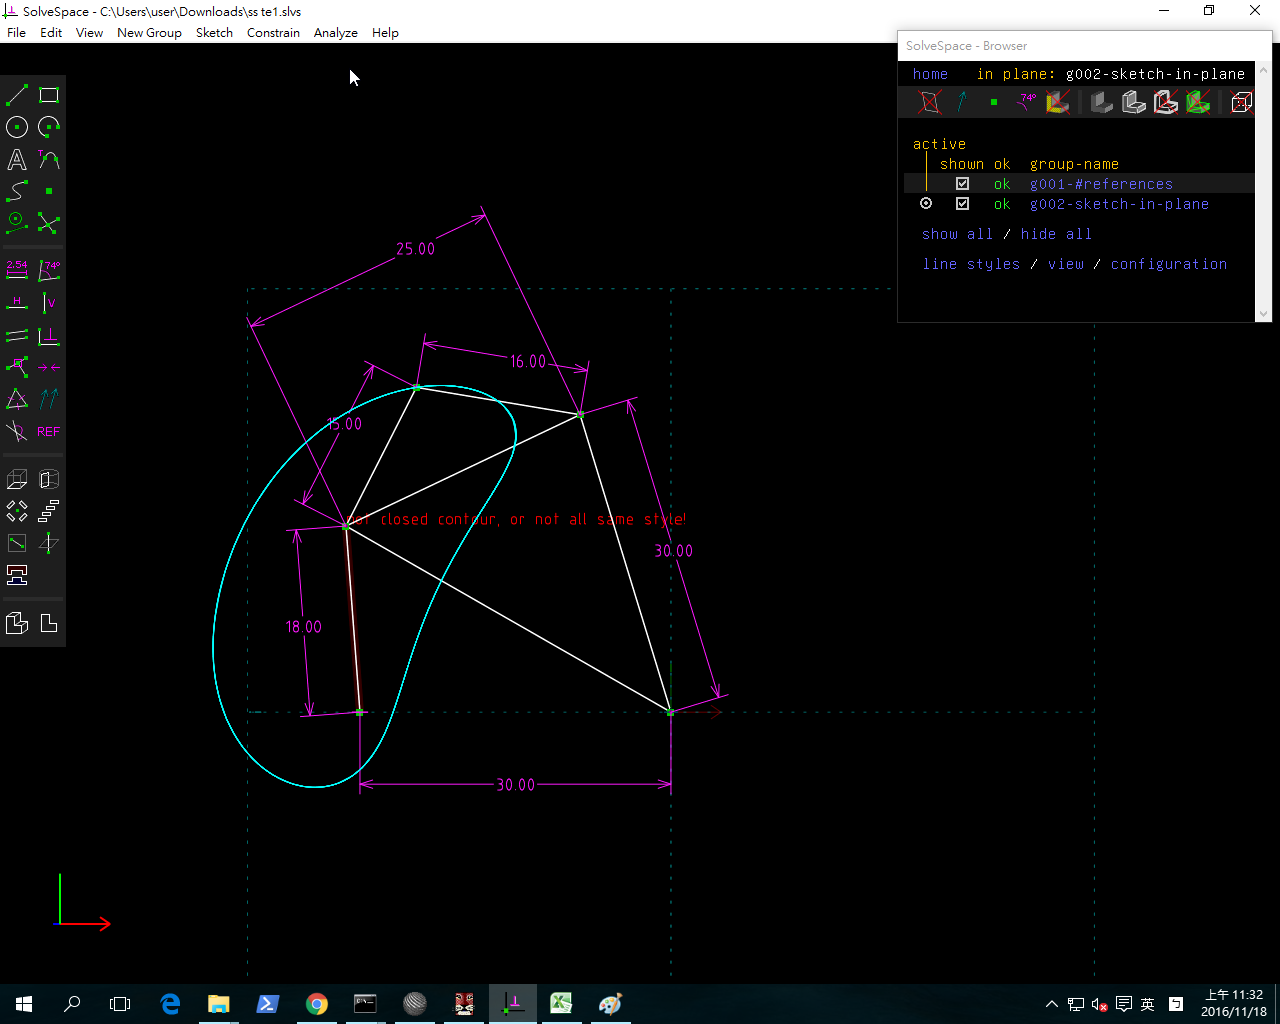 SolveSpace - C:\Users\user\Downloads\ss te1.slvs
File Edit View New Group Sketch Constrain Analyze Help
SolveSpace - Browser
home in plane: g002-sketch-in-plane
74°
active
shown ok group-name
ok g001-#references
ok g002-sketch-in-plane
show all / hide all
line styles / view / configuration
A T
2.54 74°
H V
REF
25.00
16.00
15.00
not closed contour, or not all same style!
30.00
18.00
30.00
英
上午 11:32
2016/11/18